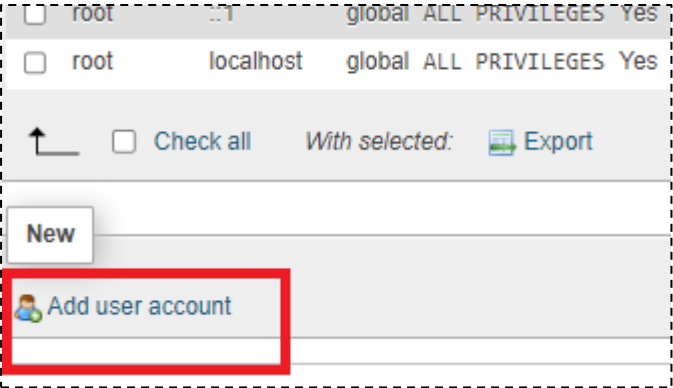 root ::1 global ALL PRIVILEGES Yes
root localhost global ALL PRIVILEGES Yes
Check all With selected: Export
New
Add user account